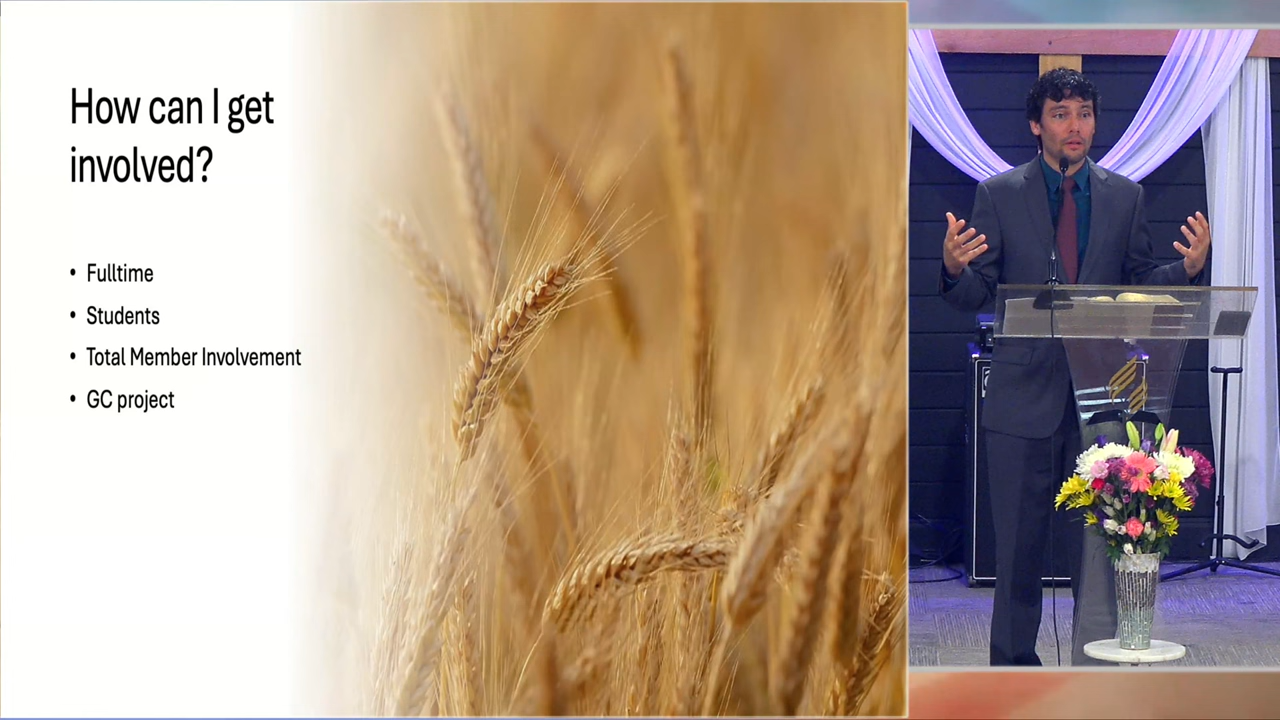 How can I get
involved?
• Fulltime
• Students
• Total Member Involvement
• GC project